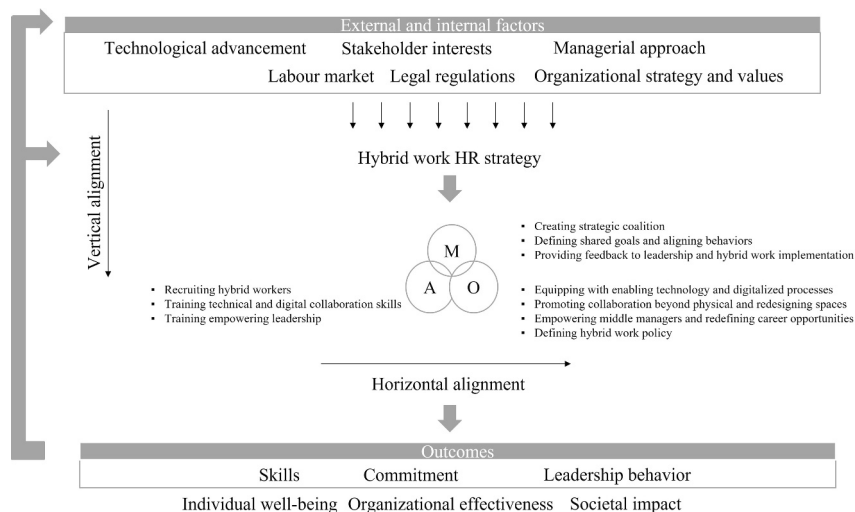 External and internal factors
Technological advancement Stakeholder interests Managerial approach
Labour market Legal regulations Organizational strategy and values
Vertical alignment
Hybrid work HR strategy
M
▪ Creating strategic coalition
▪ Defining shared goals and aligning behaviors
▪ Providing feedback to leadership and hybrid work implementation
A
▪ Recruiting hybrid workers
▪ Training technical and digital collaboration skills
▪ Training empowering leadership
O
▪ Equipping with enabling technology and digitalized processes
▪ Promoting collaboration beyond physical and redesigning spaces
▪ Empowering middle managers and redefining career opportunities
▪ Defining hybrid work policy
Horizontal alignment
Outcomes
Skills Commitment Leadership behavior
Individual well-being Organizational effectiveness Societal impact